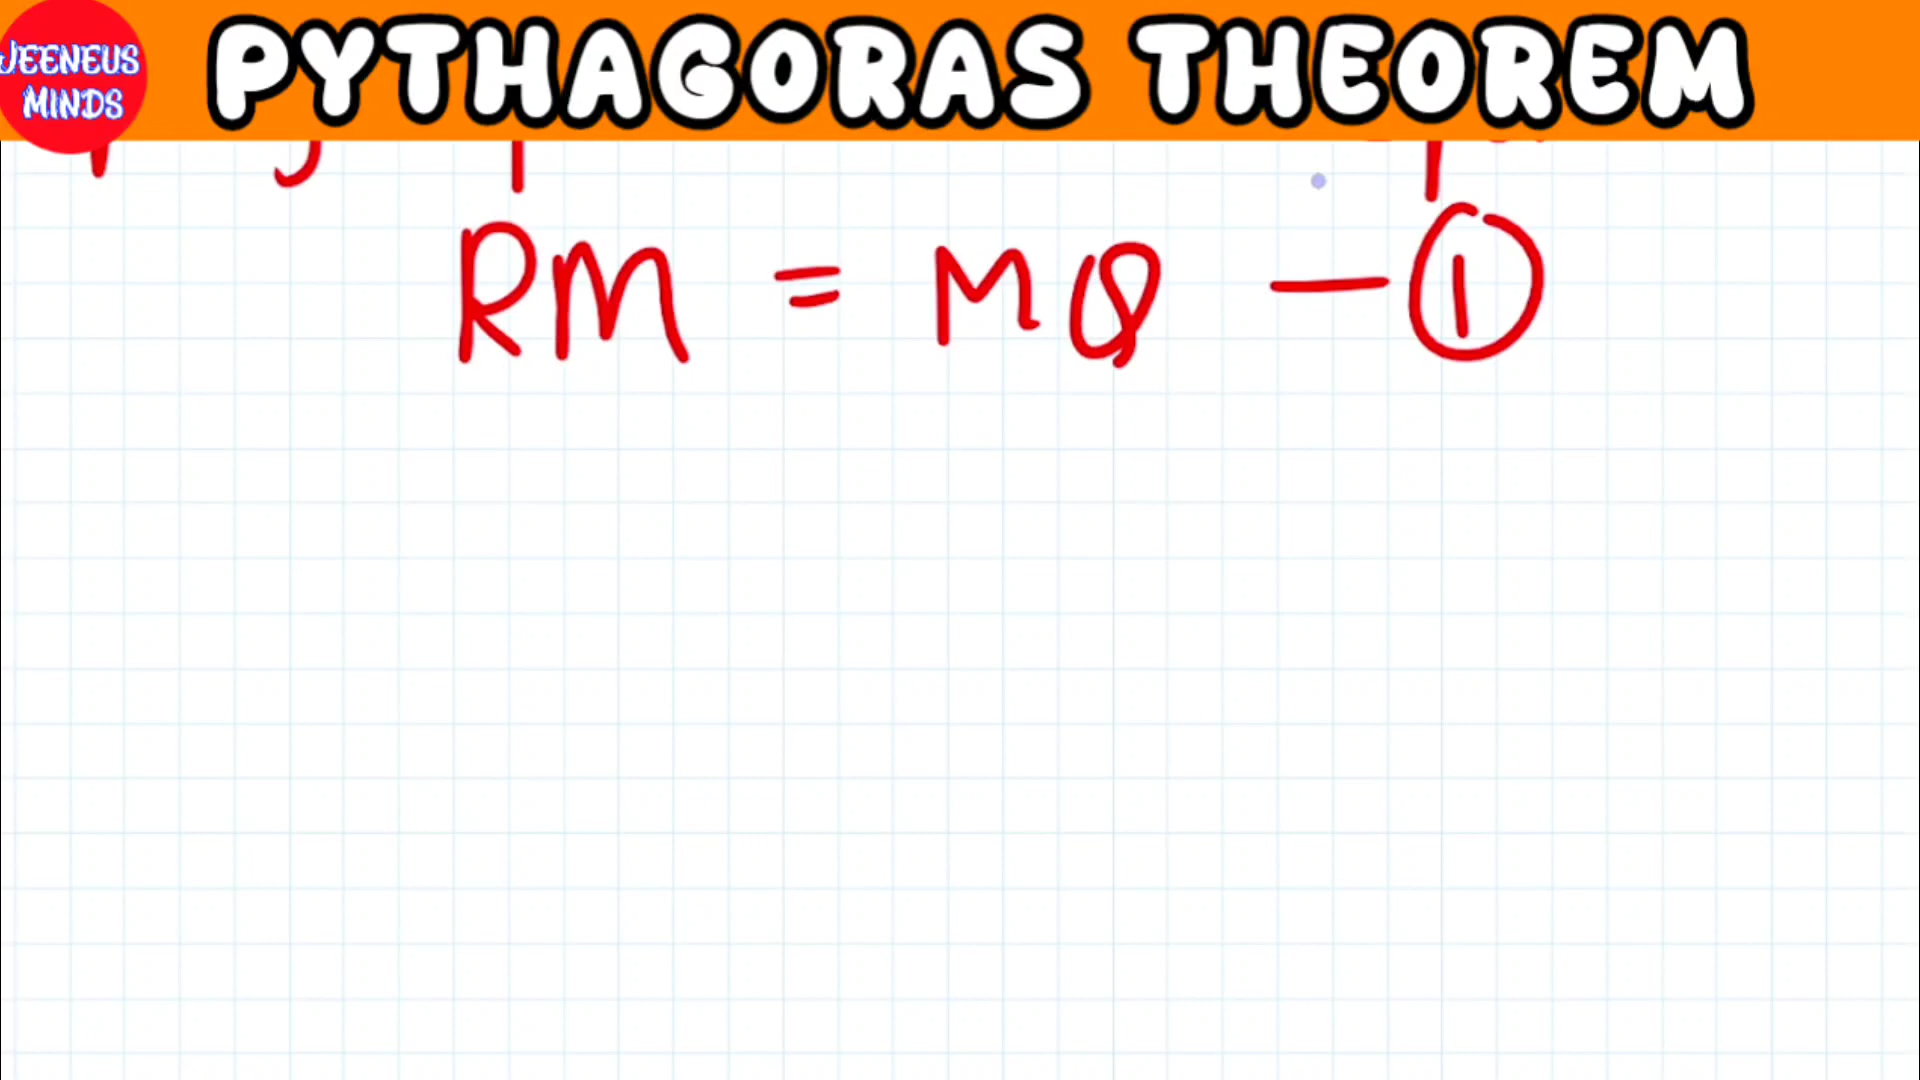 JEENEUS
MINDS
PYTHAGORAS THEOREM
RM = MQ — ①